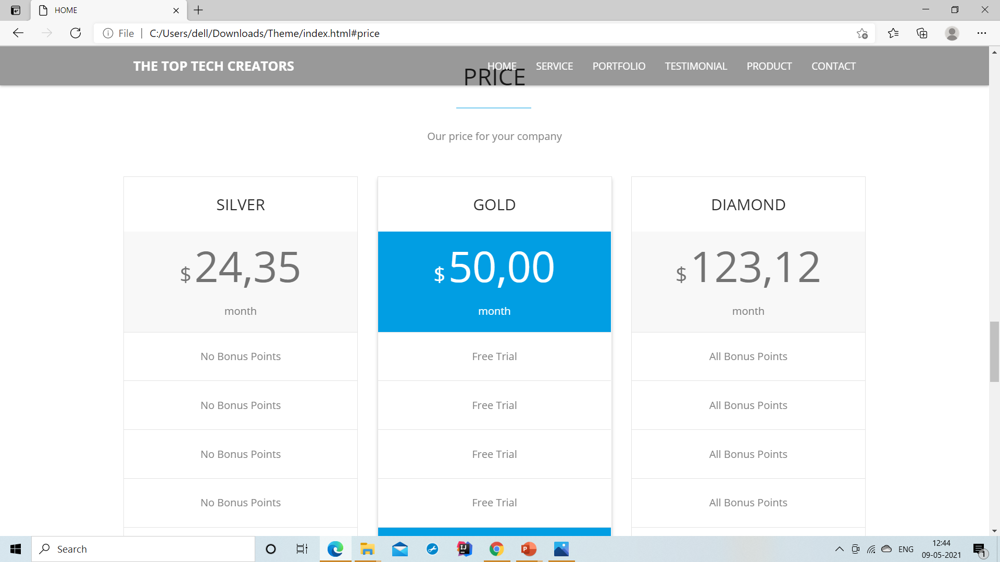 HOME
File
C:/Users/dell/Downloads/Theme/index.html#price
THE TOP TECH CREATORS
HOME SERVICE PORTFOLIO TESTIMONIAL PRODUCT CONTACT
PRICE
Our price for your company
SILVER
$ 24,35
month
No Bonus Points
No Bonus Points
No Bonus Points
No Bonus Points
GOLD
$ 50,00
month
Free Trial
Free Trial
Free Trial
Free Trial
DIAMOND
$ 123,12
month
All Bonus Points
All Bonus Points
All Bonus Points
All Bonus Points
Search
ENG
12:44
09-05-2021
1